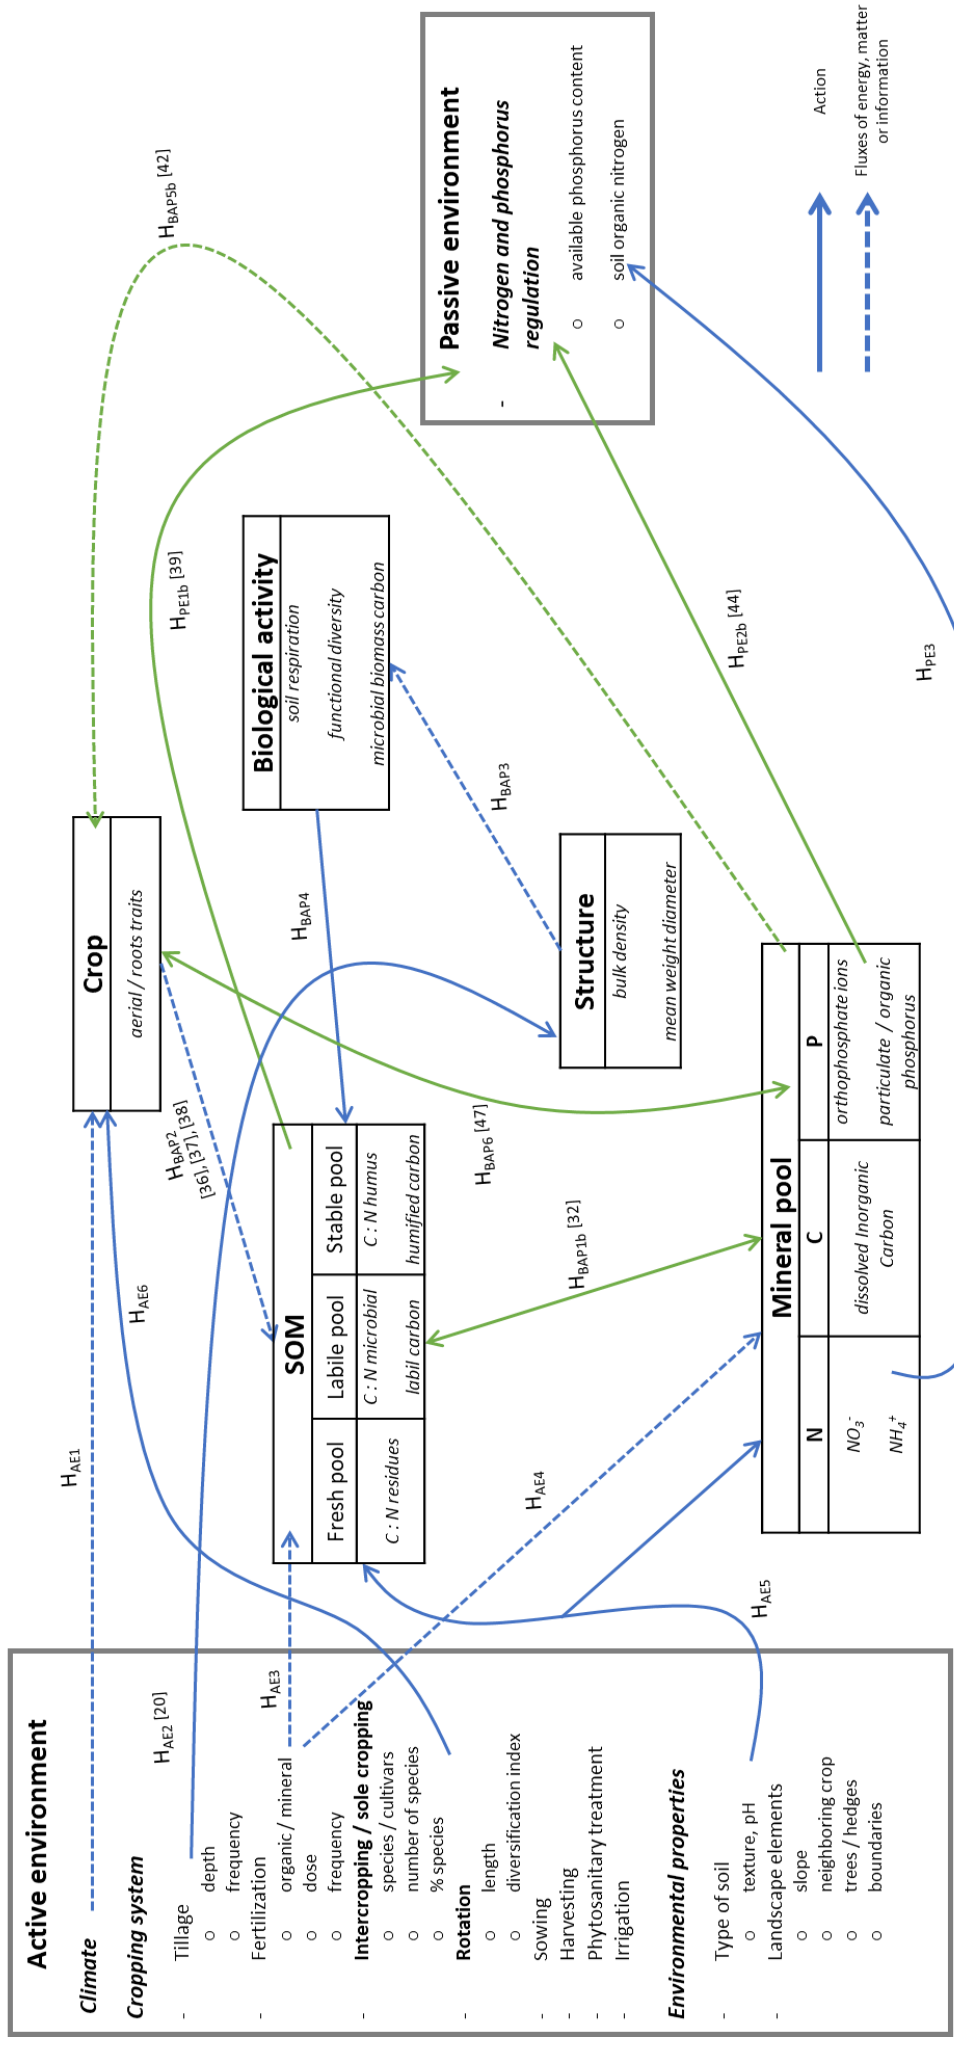 Active environment
Climate
Cropping system
- Tillage
○ depth
○ frequency
- Fertilization
○ organic / mineral
○ dose
○ frequency
- Intercropping / sole cropping
○ species / cultivars
○ number of species
○ % species
- Rotation
○ length
○ diversification index
- Sowing
- Harvesting
- Phytosanitary treatment
- Irrigation
Environmental properties
- Type of soil
○ texture, pH
- Landscape elements
○ slope
○ neighboring crop
○ trees / hedges
○ boundaries
HAE1
HAE6
HAE2 [20]
HAE3
HAE4
HAE5
SOM
Fresh pool
Labile pool
Stable pool
C : N residues
C : N microbial
labil carbon
C : N humus
humified carbon
Crop
aerial / roots traits
HBAP2
[36], [37], [38]
HBAP4
HBAP6 [47]
HBAP1b [32]
Mineral pool
N
C
P
NO3-
NH4+
dissolved Inorganic
Carbon
orthophosphate ions
particulate / organic
phosphorus
Structure
bulk density
mean weight diameter
HBAP3
Biological activity
soil respiration
functional diversity
microbial biomass carbon
HPE1b [39]
HBAP5b [42]
HPE2b [44]
HPE3
Passive environment
- Nitrogen and phosphorus
regulation
○ available phosphorus content
○ soil organic nitrogen
Action
Fluxes of energy, matter
or information